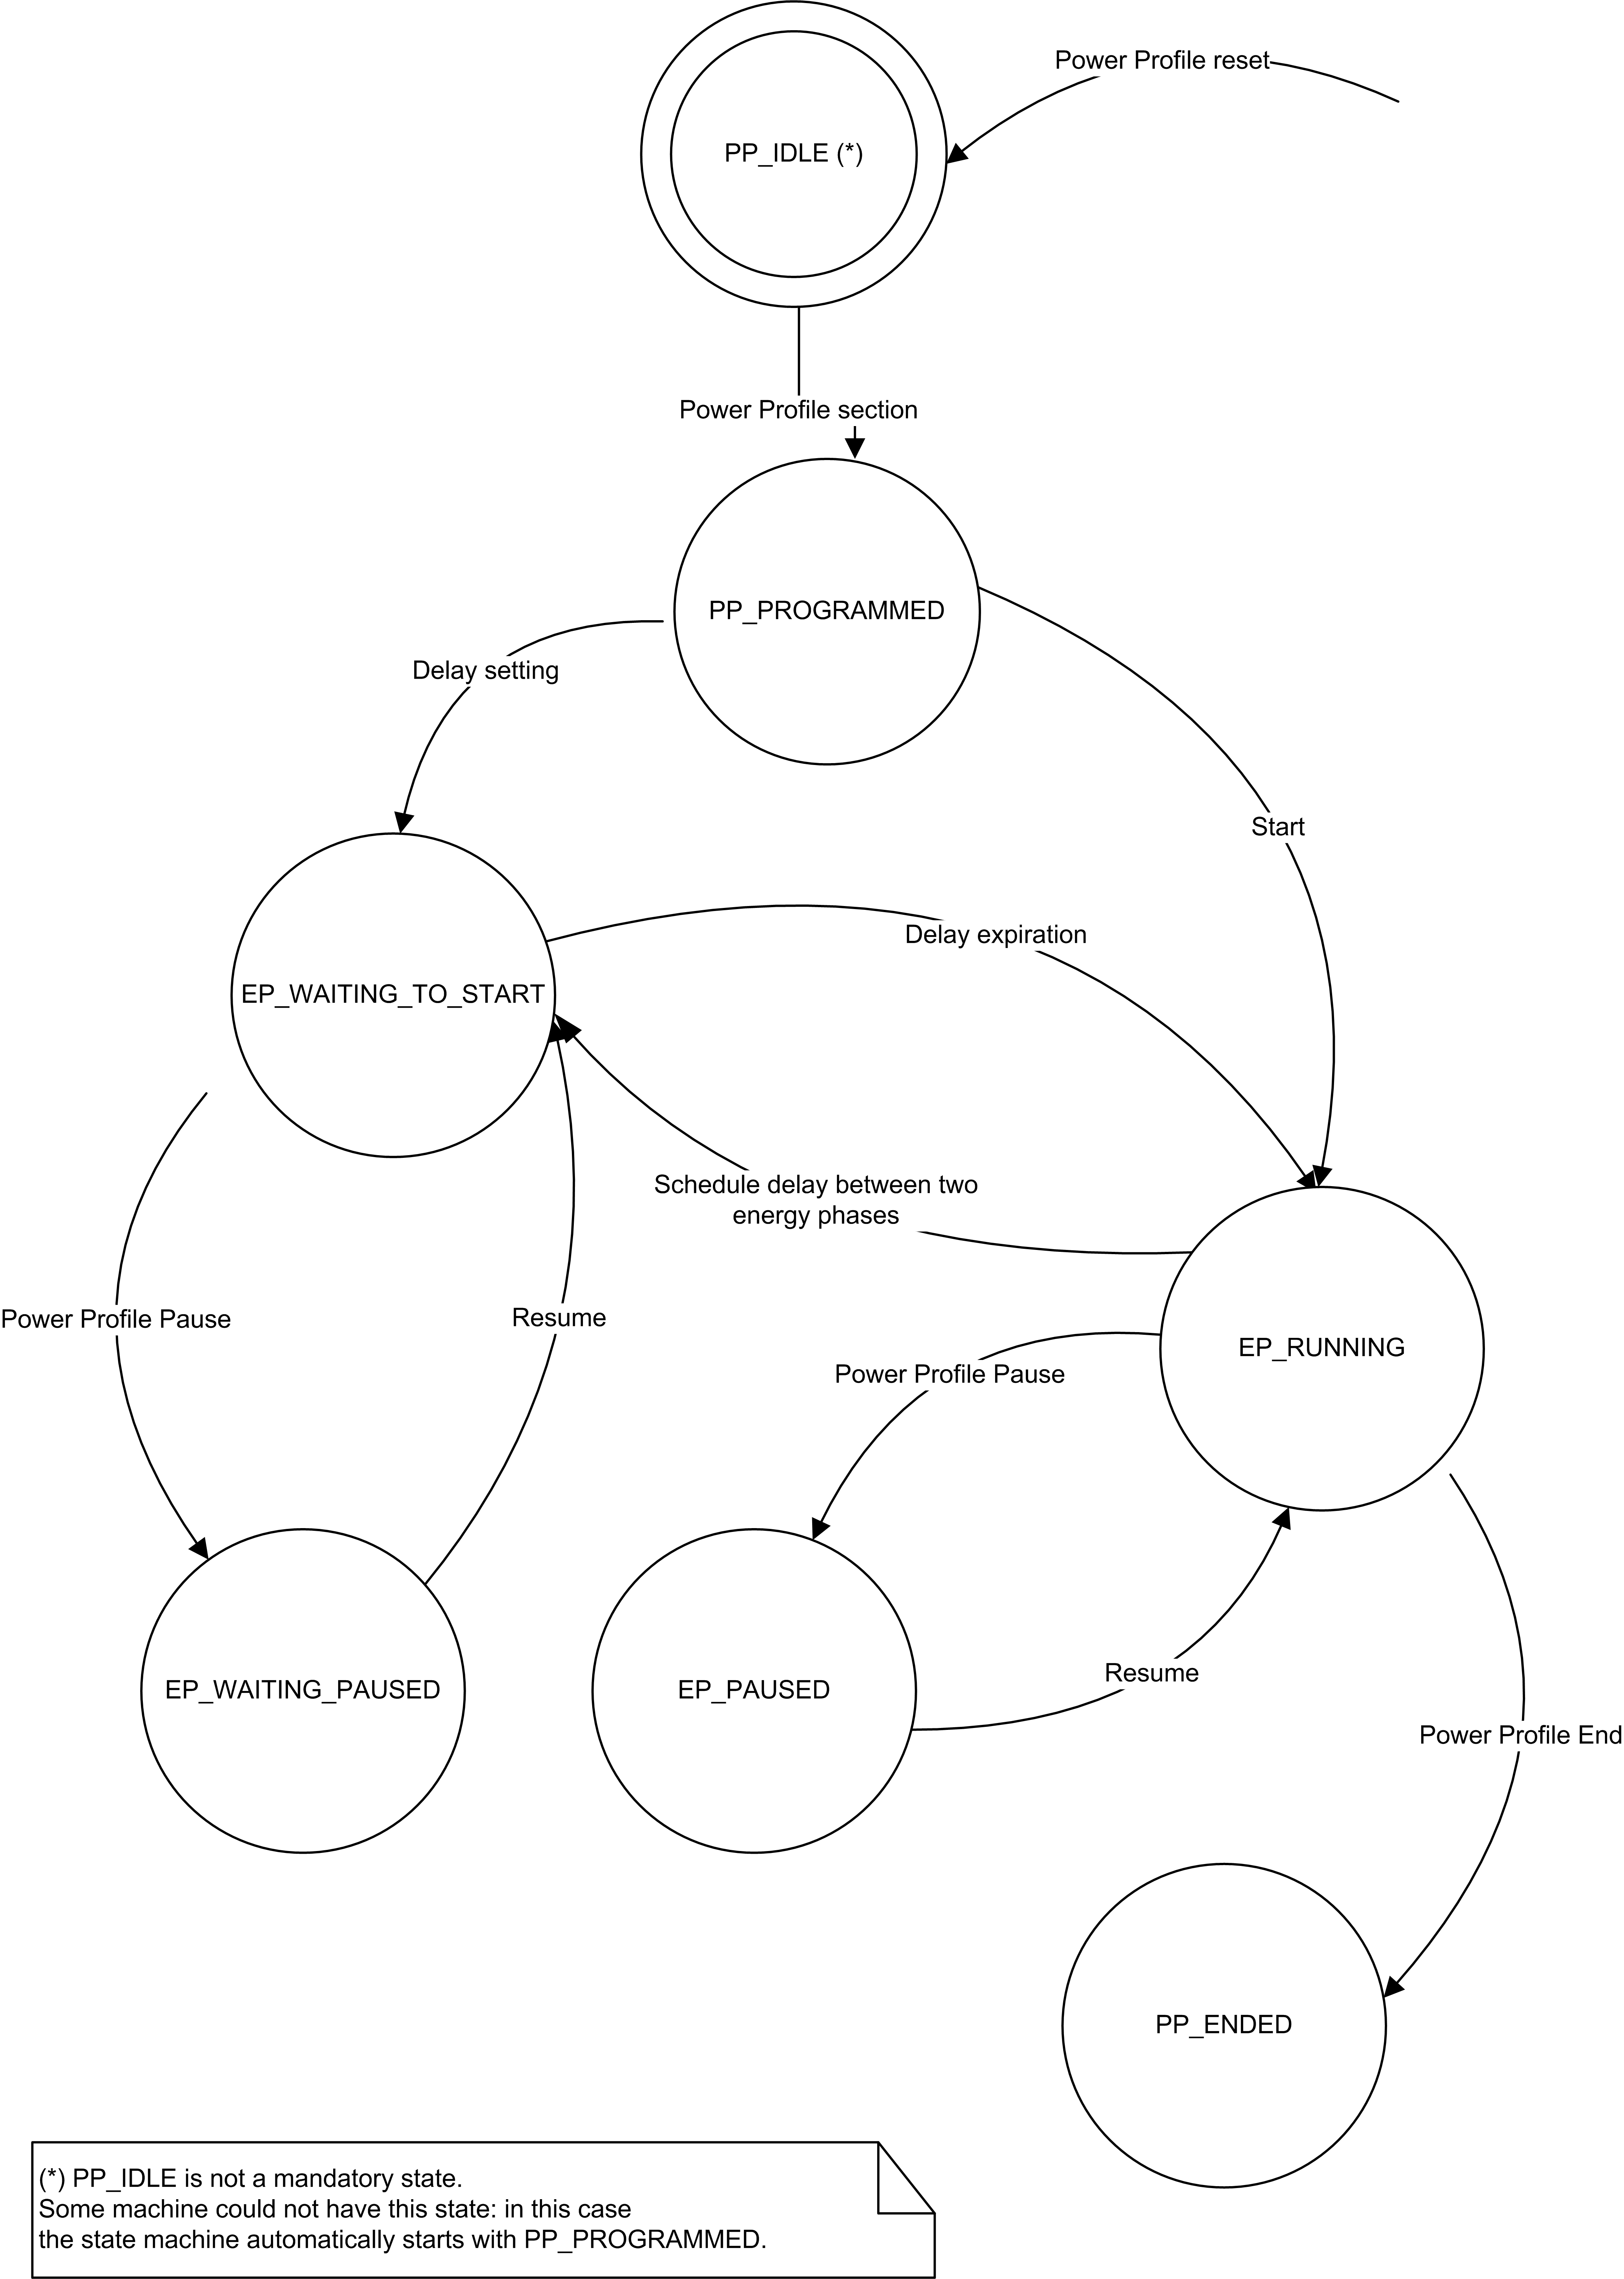 Power Profile reset
PP_IDLE (*)
Power Profile section
PP_PROGRAMMED
Delay setting
Start
Delay expiration
EP_WAITING_TO_START
Schedule delay between two
energy phases
Power Profile Pause
Resume
EP_RUNNING
Power Profile Pause
EP_WAITING_PAUSED
EP_PAUSED
Resume
Power Profile End
PP_ENDED
(*) PP_IDLE is not a mandatory state.
Some machine could not have this state: in this case
the state machine automatically starts with PP_PROGRAMMED.